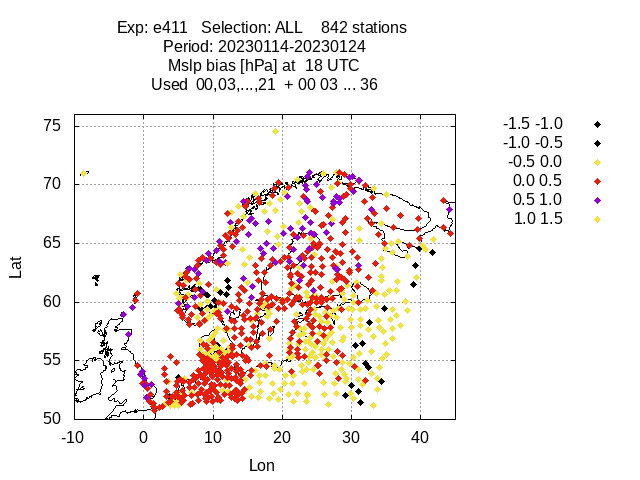 Exp: e411 Selection: ALL 842 stations
Period: 20230114-20230124
Mslp bias [hPa] at 18 UTC
Used 00,03,...,21 + 00 03 ... 36
-1.5 -1.0
-1.0 -0.5
-0.5 0.0
0.0 0.5
0.5 1.0
1.0 1.5
75
70
65
60
55
50
Lat
-10 0 10 20 30 40
Lon